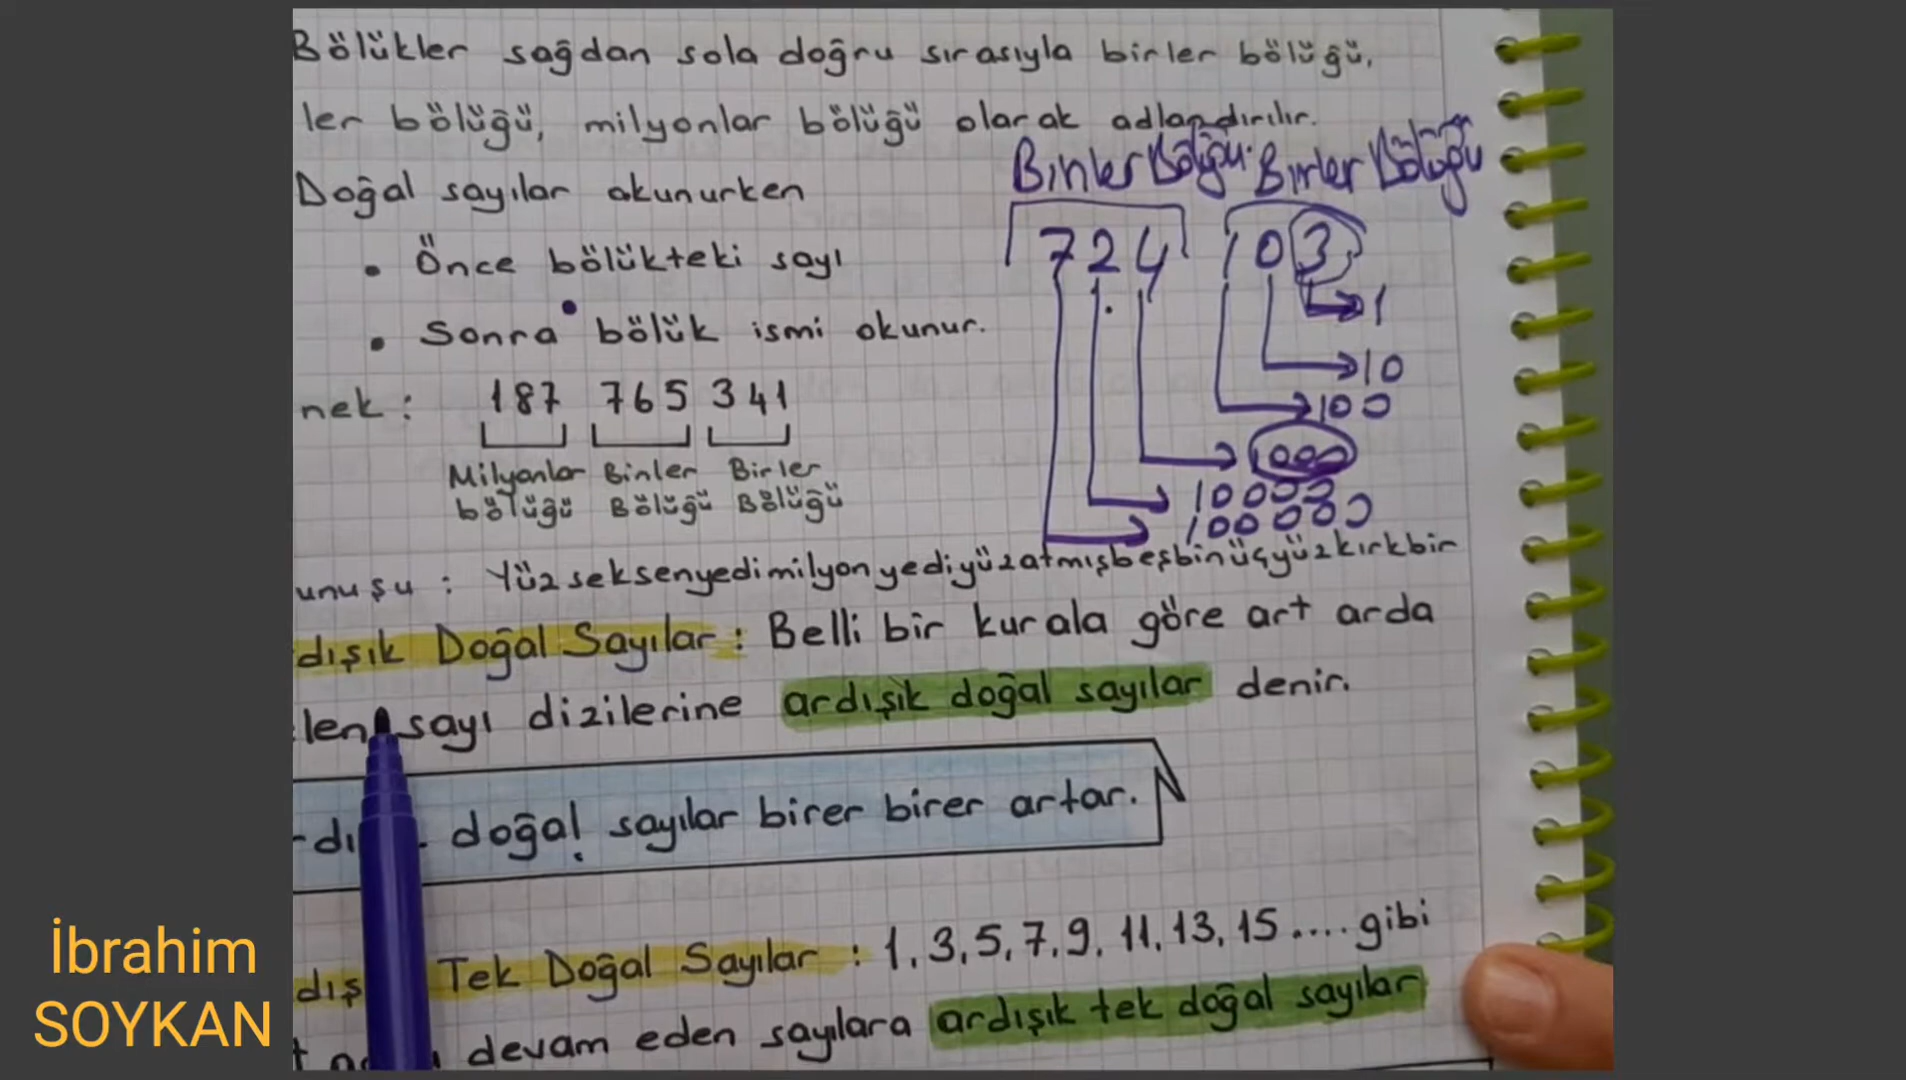 Bölükler sağdan sola doğru sırasıyla birler bölüğü,
ler bölüğü, milyonlar bölüğü olarak adlandırılır.
Binler Bölüğü Birler Bölüğü
Doğal sayılar okunurken
724 103
• Önce bölükteki sayı
1
• Sonra bölük ismi okunur.
10
100
1000
10000
100000
nek : 187 765 341
Milyonlar Binler Birler
bölüğü Bölüğü Bölüğü
unuşu : Yüzseksenyedimilyonyediyüzatmışbeşbinüçyüzkırkbir
dışık Doğal Sayılar : Belli bir kurala göre art arda
len sayı dizilerine ardışık doğal sayılar denir.
doğal sayılar birer birer artar.
dış Tek Doğal Sayılar : 1, 3, 5, 7, 9, 11, 13, 15 .... gibi
devam eden sayılara ardışık tek doğal sayılar
İbrahim
SOYKAN